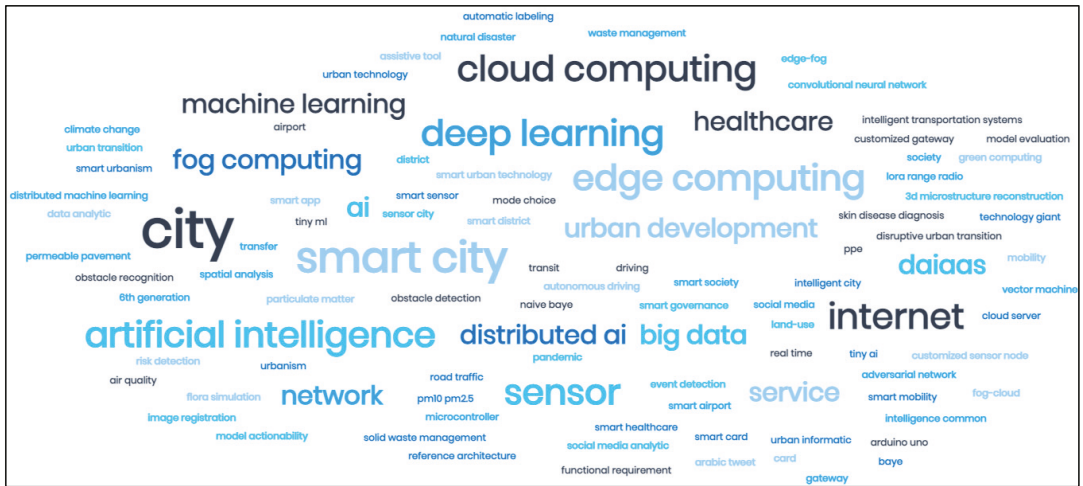 automatic labeling
natural disaster
waste management
assistive tool
edge-fog
urban technology
cloud computing
convolutional neural network
machine learning
healthcare
intelligent transportation systems
airport
climate change
deep learning
customized gateway
model evaluation
urban transition
fog computing
district
society
green computing
smart urbanism
smart urban technology
edge computing
lora range radio
distributed machine learning
smart app
smart sensor
mode choice
3d microstructure reconstruction
data analytic
ai
sensor city
city
tiny ml
smart district
urban development
skin disease diagnosis
technology giant
transfer
disruptive urban transition
permeable pavement
smart city
ppe
mobility
obstacle recognition
spatial analysis
transit
driving
daiaas
autonomous driving
smart society
intelligent city
vector machine
6th generation
particulate matter
obstacle detection
naive baye
smart governance
social media
internet
cloud server
artificial intelligence
distributed ai
big data
land-use
pandemic
real time
tiny ai
customized sensor node
risk detection
urbanism
air quality
road traffic
adversarial network
flora simulation
network
pm10 pm2.5
sensor
event detection
service
smart mobility
fog-cloud
image registration
microcontroller
smart airport
intelligence common
model actionability
solid waste management
smart healthcare
smart card
urban informatic
arduino uno
social media analytic
reference architecture
functional requirement
arabic tweet
card
baye
gateway